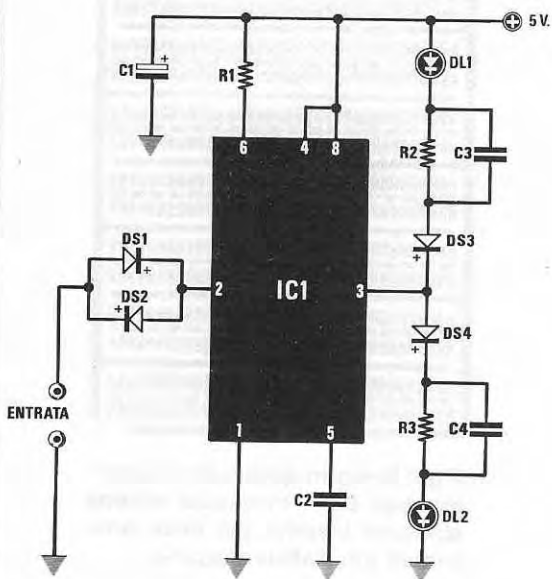 5 V.
DL1
C1
R1
6
4
8
R2
C3
DS1
DS3
DS2
2
IC1
3
DS4
ENTRATA
1
5
R3
C4
C2
DL2